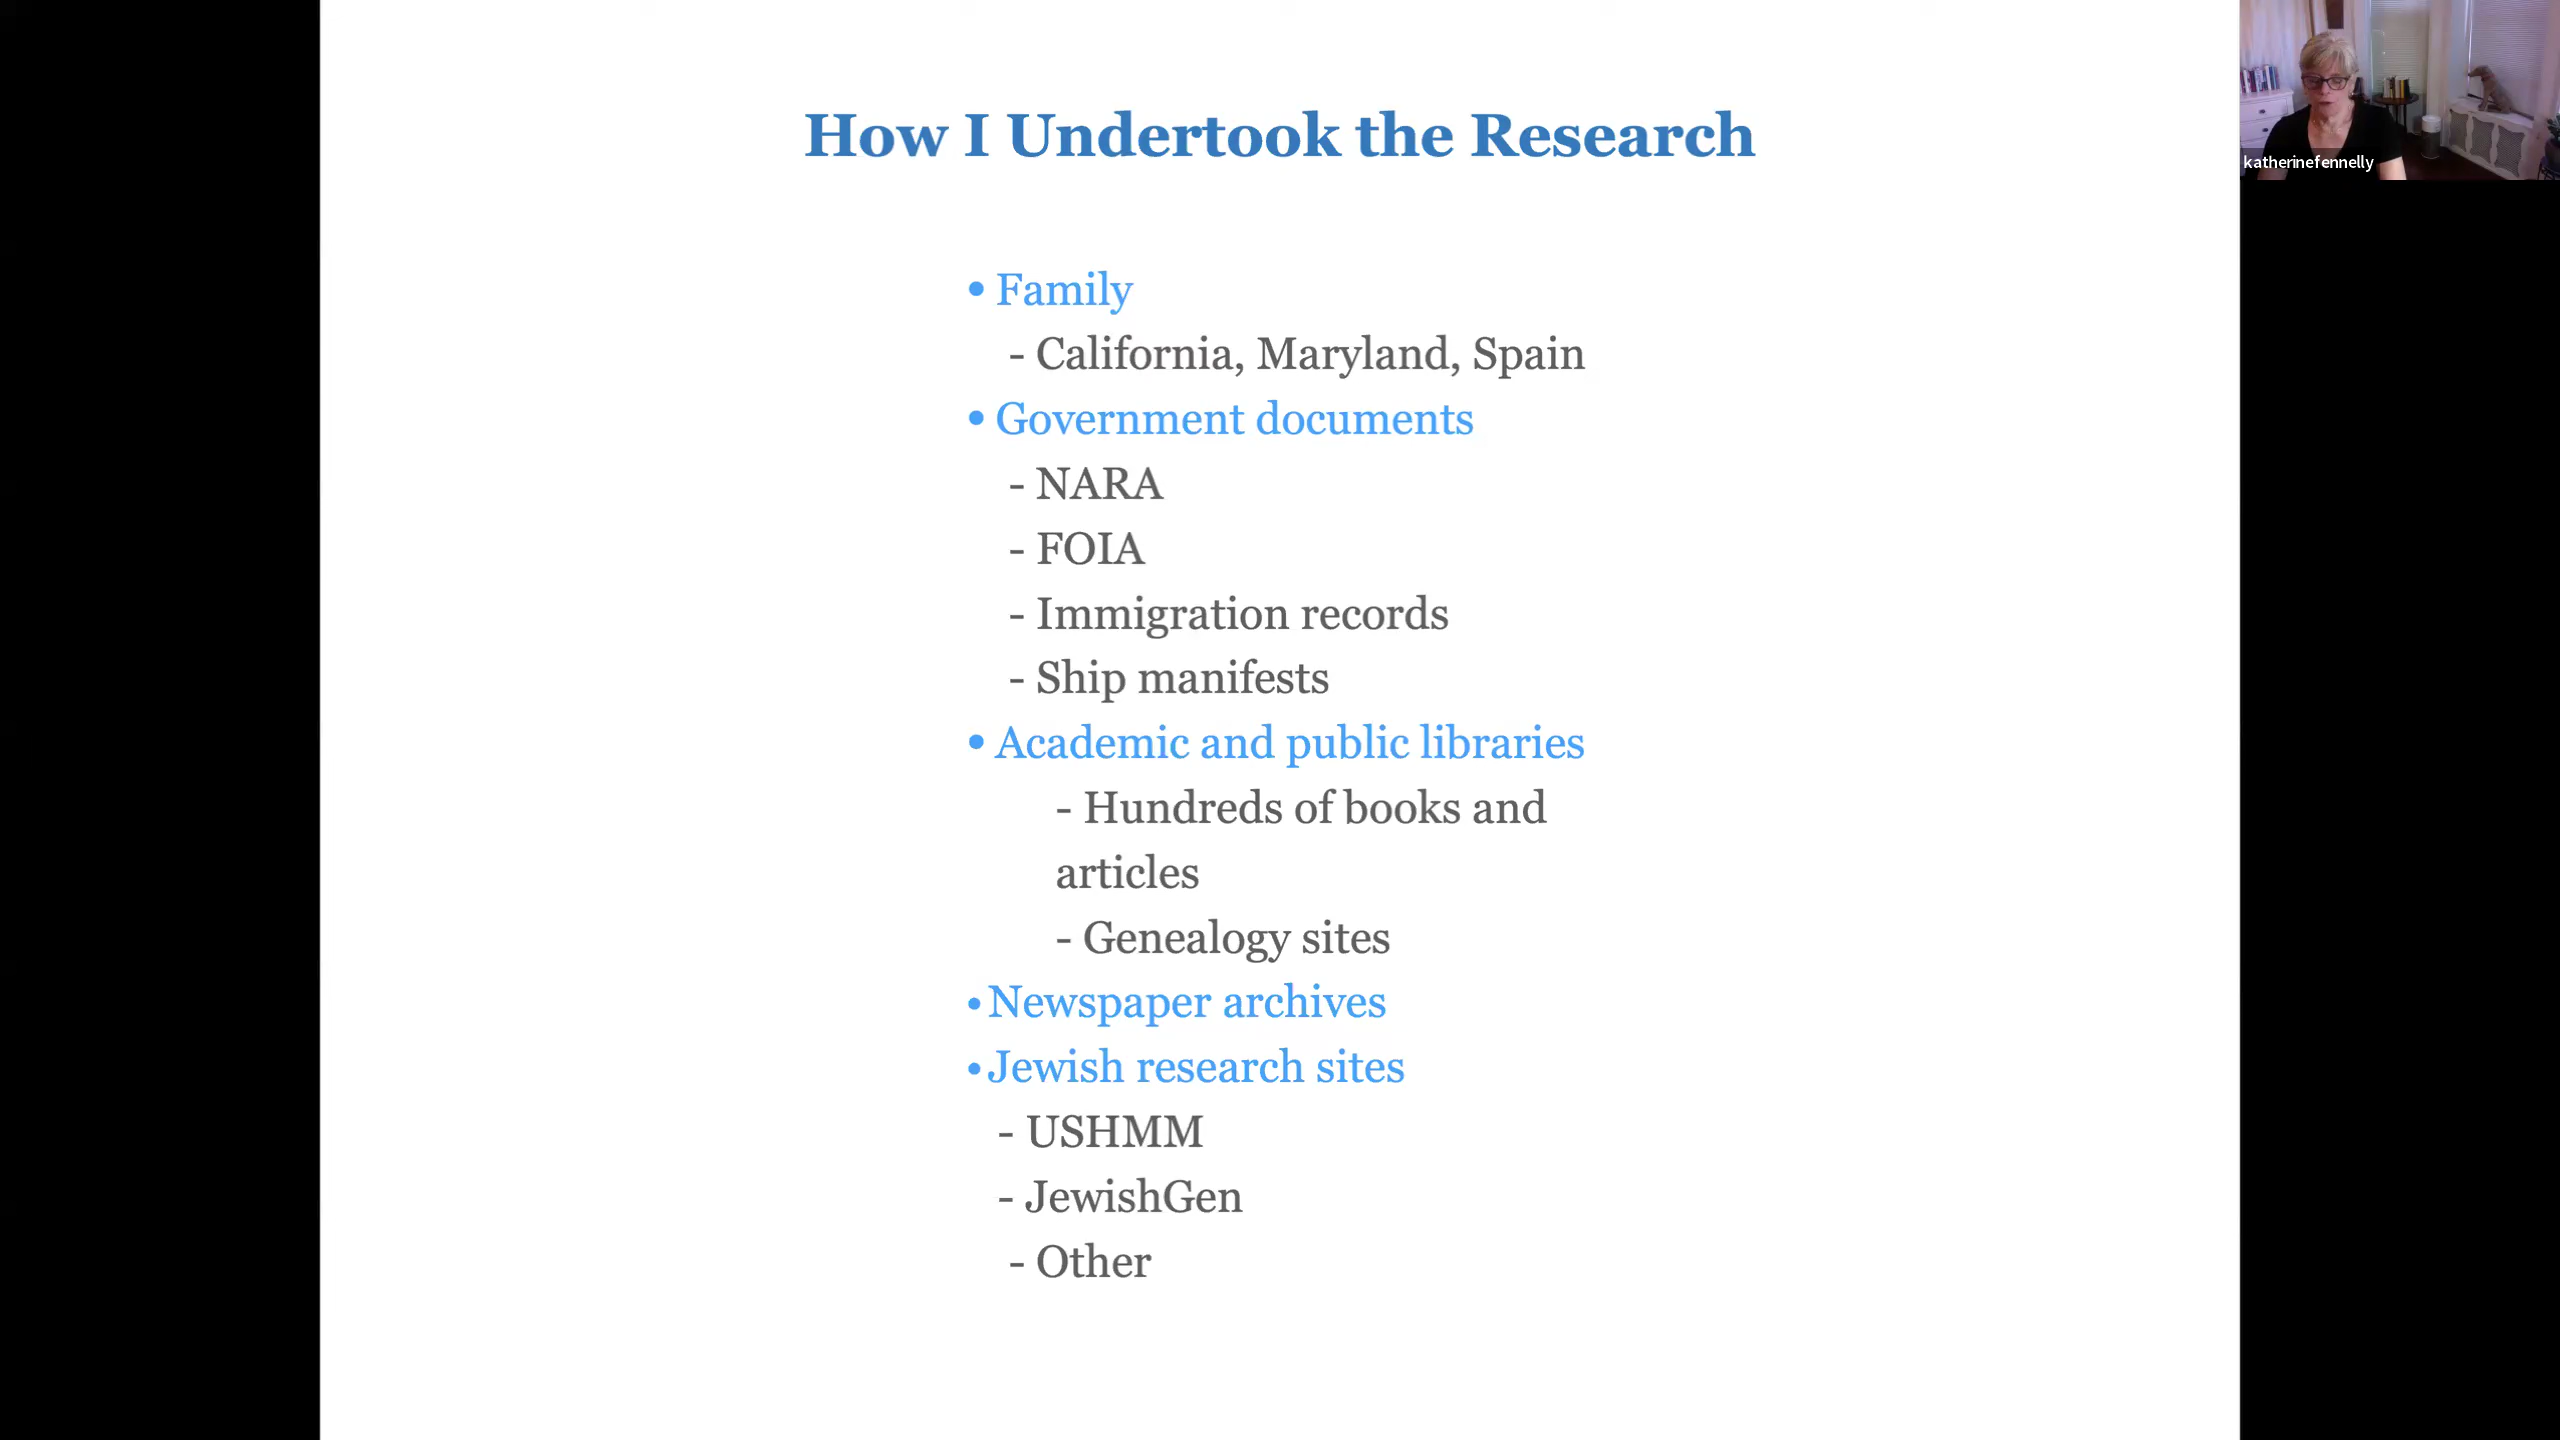 How I Undertook the Research
katherinefennelly
• Family
- California, Maryland, Spain
• Government documents
- NARA
- FOIA
- Immigration records
- Ship manifests
• Academic and public libraries
- Hundreds of books and
articles
- Genealogy sites
• Newspaper archives
• Jewish research sites
- USHMM
- JewishGen
- Other